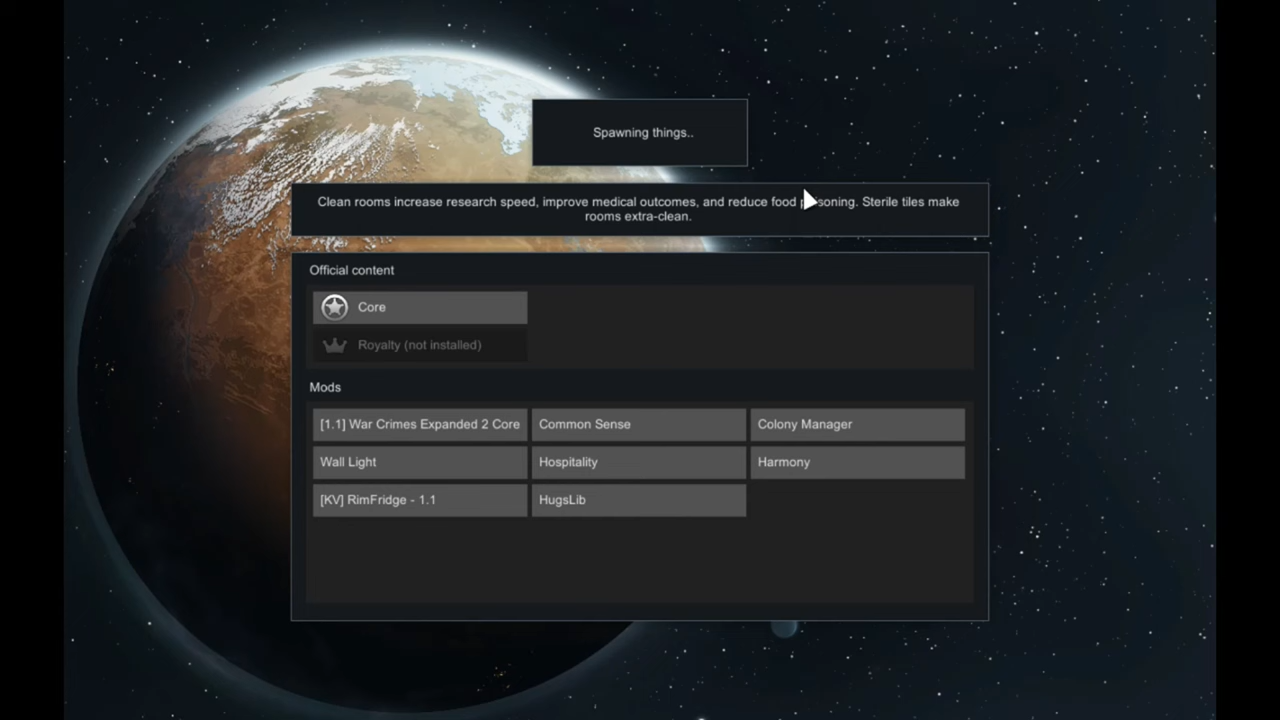 Spawning things..
Clean rooms increase research speed, improve medical outcomes, and reduce food poisoning. Sterile tiles make
rooms extra-clean.
Official content
Core
Royalty (not installed)
Mods
[1.1] War Crimes Expanded 2 Core
Common Sense
Colony Manager
Wall Light
Hospitality
Harmony
[KV] RimFridge - 1.1
HugsLib